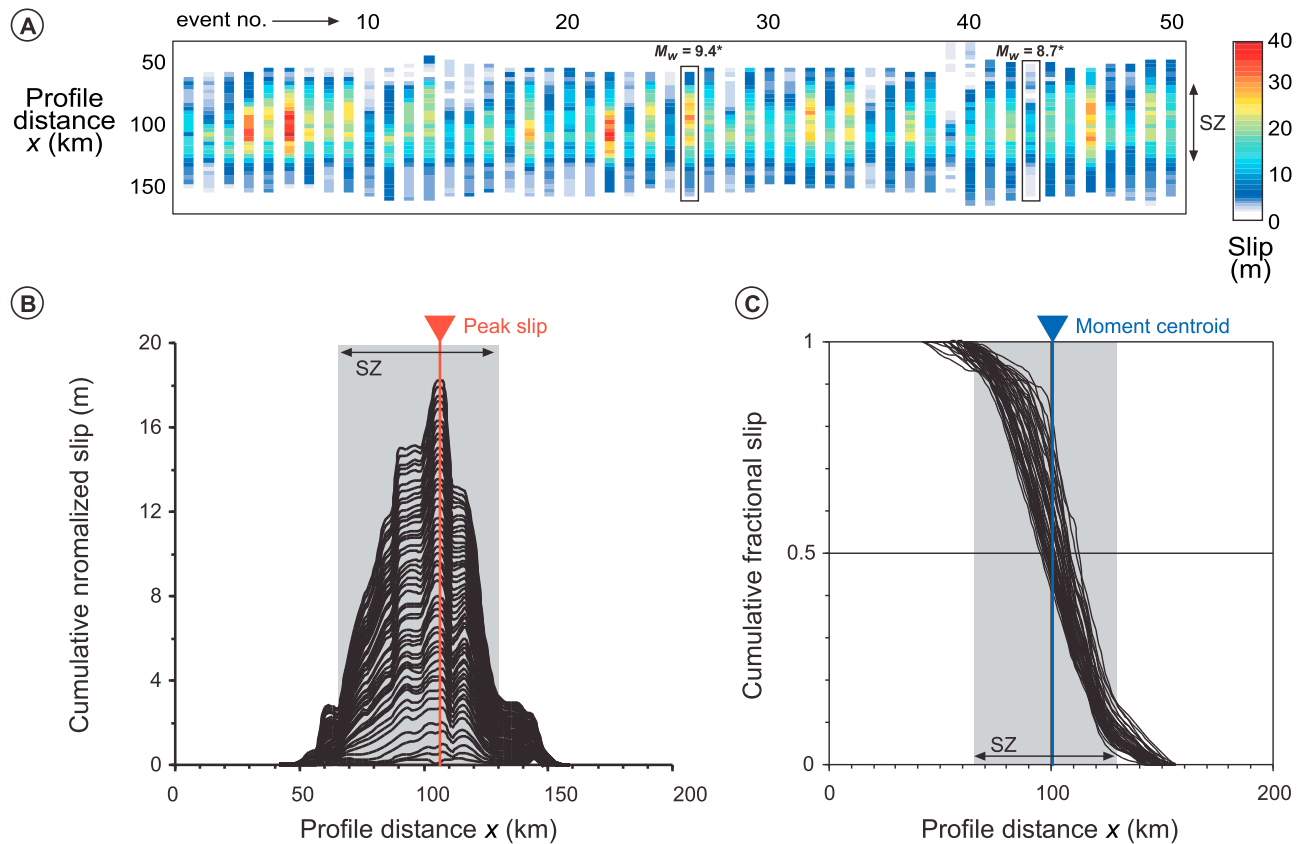 A
event no.
10
20
30
40
50
M_W = 9.4*
M_W = 8.7*
50
100
150
Profile
distance
x (km)
SZ
40
30
20
10
0
Slip
(m)
B
Peak slip
SZ
20
16
12
8
4
0
Cumulative nromalized slip (m)
0
50
100
150
200
Profile distance x (km)
C
Moment centroid
1
0.5
0
Cumulative fractional slip
SZ
0
100
200
Profile distance x (km)